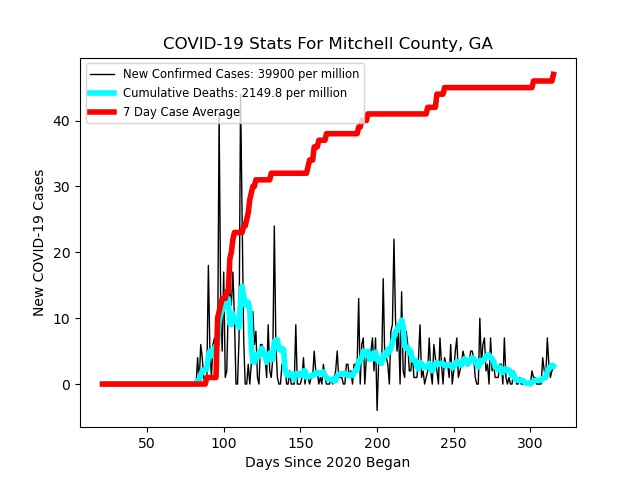 COVID-19 Stats For Mitchell County, GA
New Confirmed Cases: 39900 per million
Cumulative Deaths: 2149.8 per million
7 Day Case Average
New COVID-19 Cases
40
30
20
10
0
50 100 150 200 250 300
Days Since 2020 Began